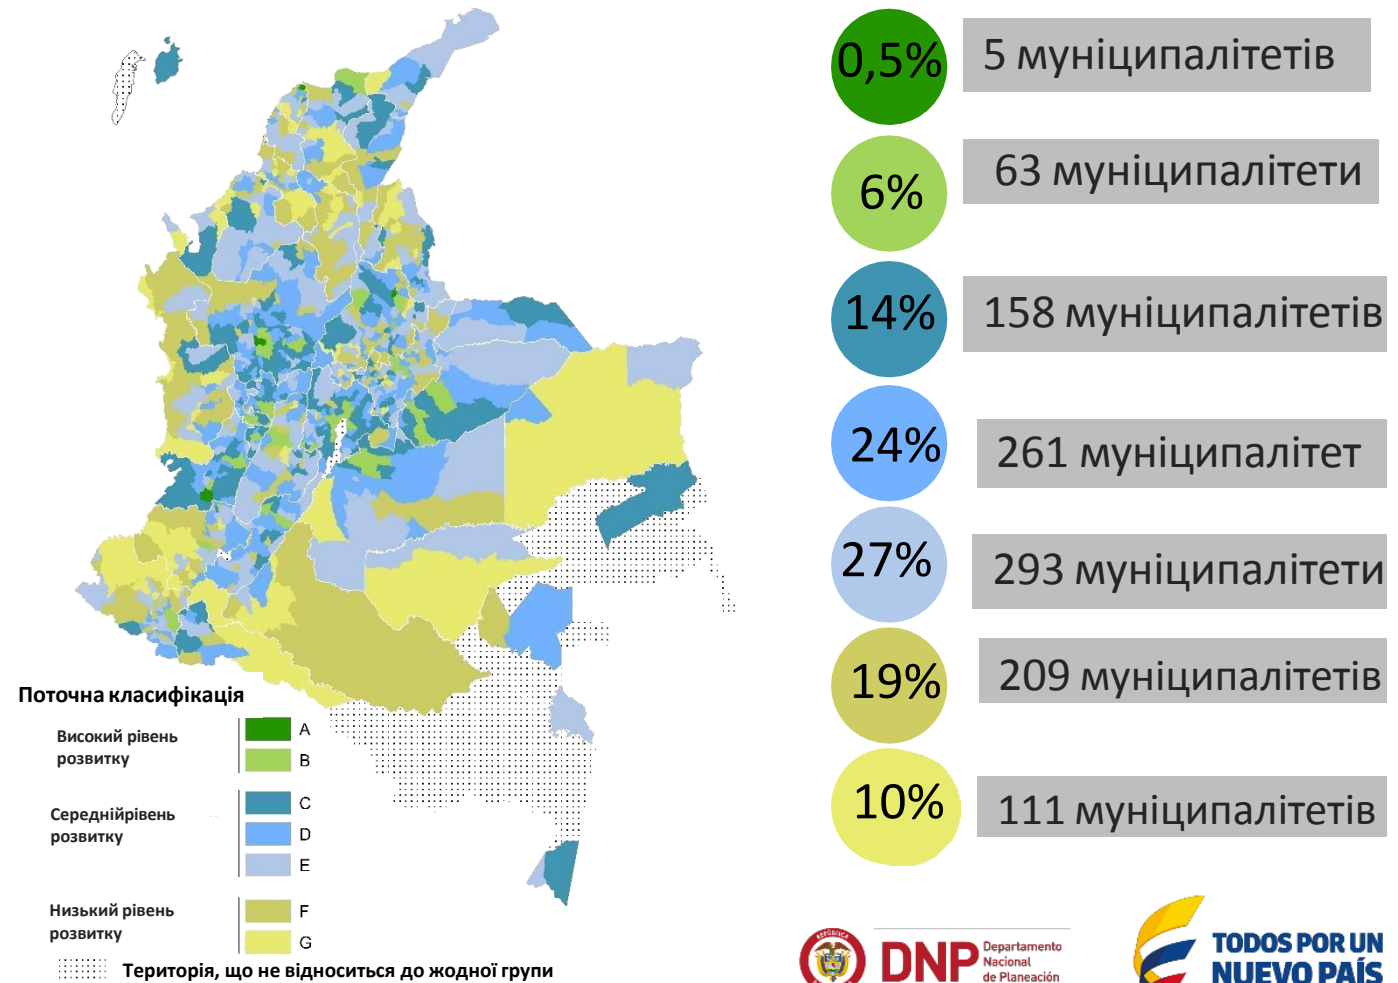 0,5%
5 муніципалітетів
6%
63 муніципалітети
14%
158 муніципалітетів
24%
261 муніципалітет
27%
293 муніципалітети
19%
209 муніципалітетів
10%
111 муніципалітетів
Поточна класифікація
Високий рівень
розвитку
A
B
Середнійрівень
розвитку
C
D
E
Низький рівень
розвитку
F
G
Територія, що не відноситься до жодної групи
DNP
Departamento
Nacional
de Planeación
TODOS POR UN
NUEVO PAÍS